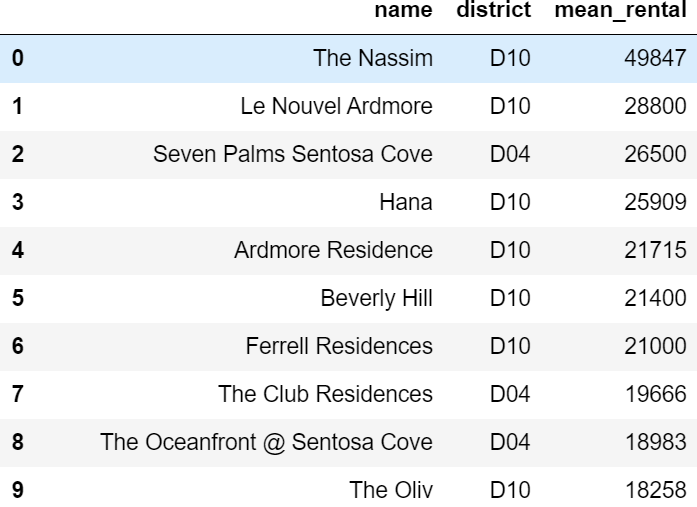 name district mean_rental
0 The Nassim D10 49847
1 Le Nouvel Ardmore D10 28800
2 Seven Palms Sentosa Cove D04 26500
3 Hana D10 25909
4 Ardmore Residence D10 21715
5 Beverly Hill D10 21400
6 Ferrell Residences D10 21000
7 The Club Residences D04 19666
8 The Oceanfront @ Sentosa Cove D04 18983
9 The Oliv D10 18258